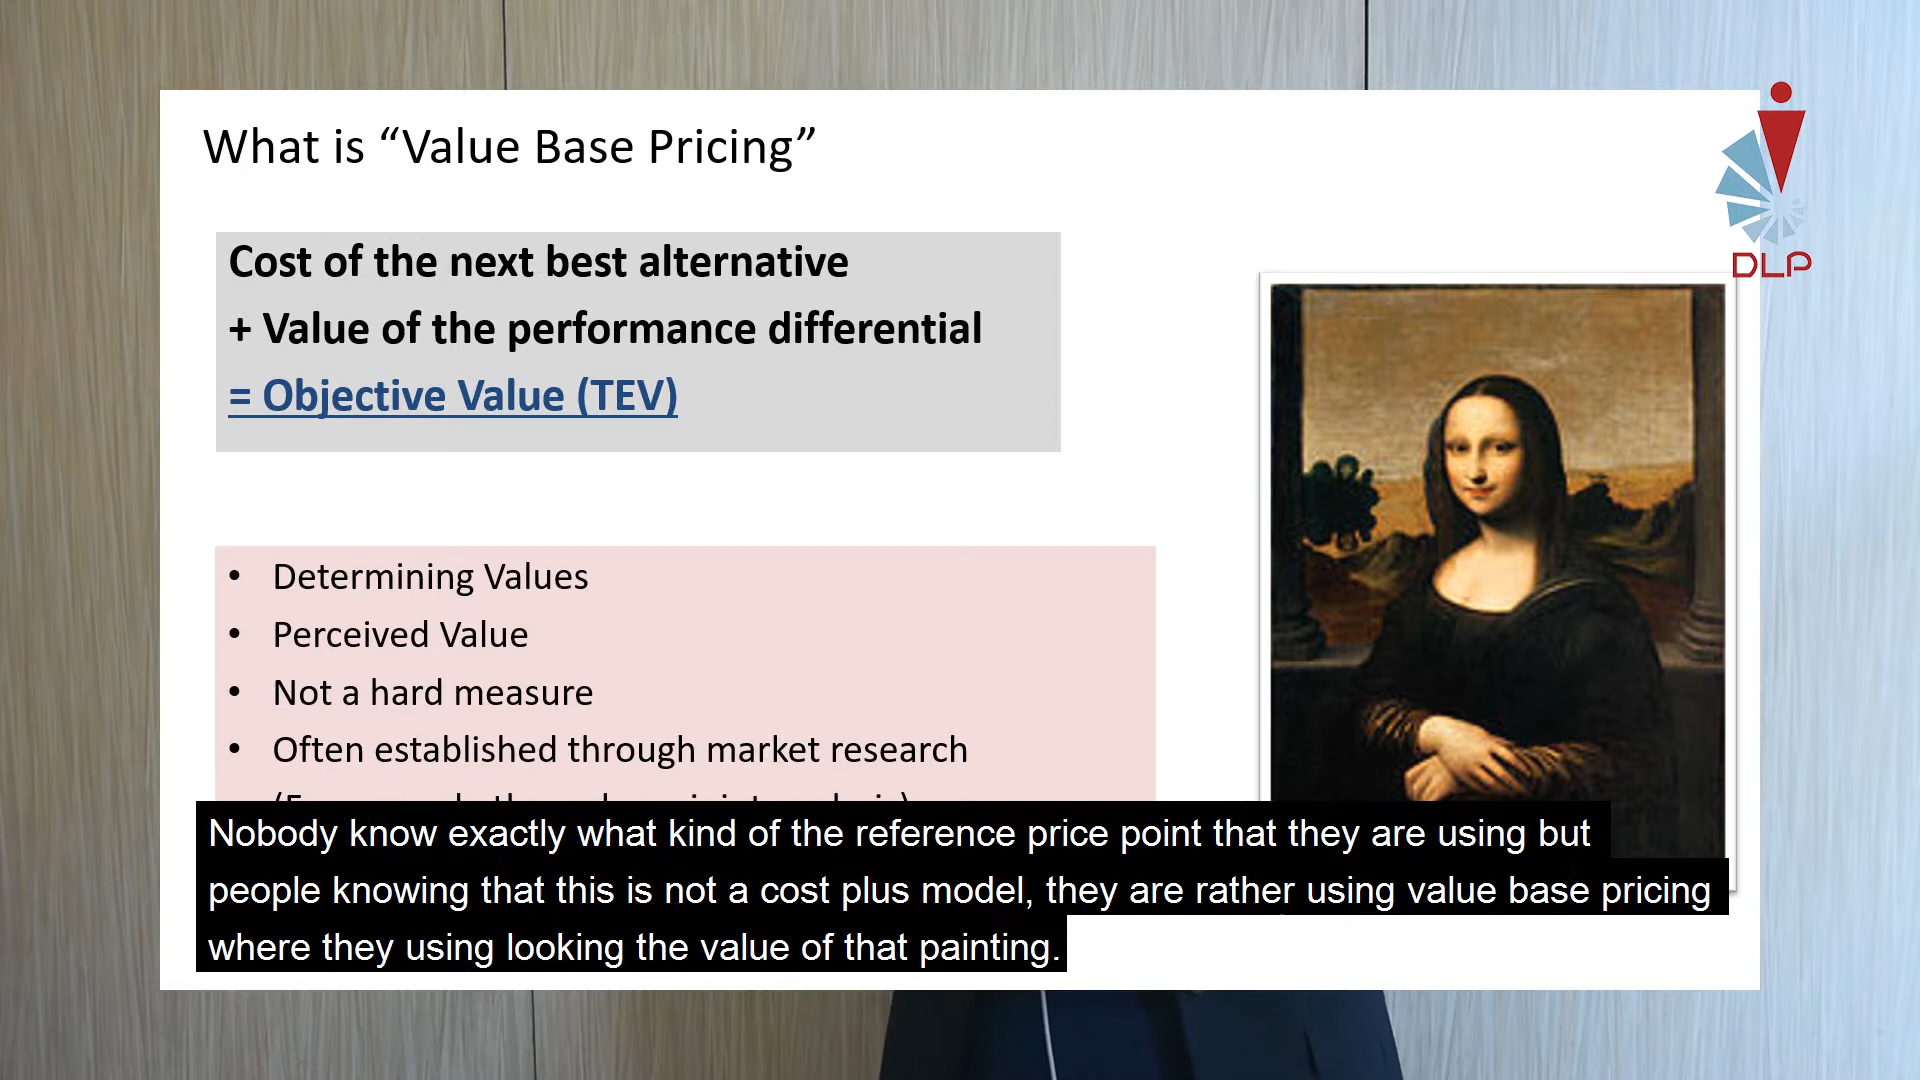 What is “Value Base Pricing”
Cost of the next best alternative
+ Value of the performance differential
= Objective Value (TEV)
• Determining Values
• Perceived Value
• Not a hard measure
• Often established through market research
DLP
Nobody know exactly what kind of the reference price point that they are using but
people knowing that this is not a cost plus model, they are rather using value base pricing
where they using looking the value of that painting.